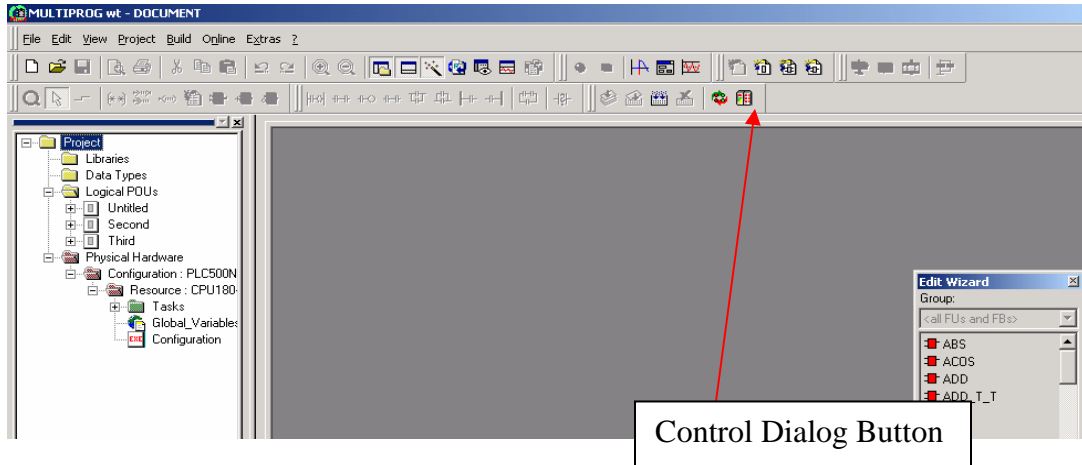 MULTIPROG wt - DOCUMENT
File Edit View Project Build Online Extras ?
Project
Libraries
Data Types
Logical POUs
Untitled
Second
Third
Physical Hardware
Configuration : PLC500N
Resource : CPU180-
Tasks
Global_Variables
Configuration
Edit Wizard
Group:
<all FUs and FBs>
ABS
ACOS
ADD
ADD_T_T
Control Dialog Button